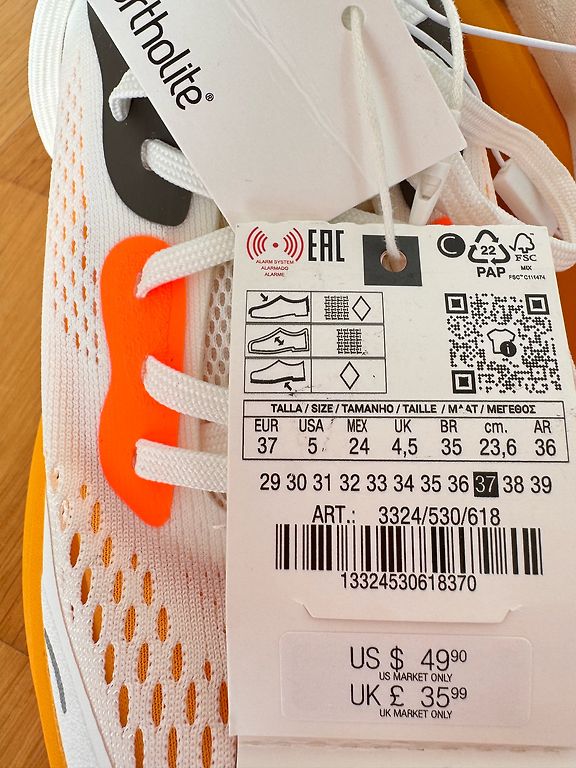 ortholite®
ALARM SYSTEM
ALARMADO
ALARME
EAC
C
22
PAP
FSC
MIX
FSC™ C111474
TALLA / SIZE / TAMANHO / TAILLE / M^AT / ΜΕΓΕΘΟΣ
EUR USA MEX UK BR cm. AR
37 5 24 4,5 35 23,6 36
29 30 31 32 33 34 35 36 37 38 39
ART.: 3324/530/618
13324530618370
US $ 49⁹⁰
US MARKET ONLY
UK £ 35⁹⁹
UK MARKET ONLY